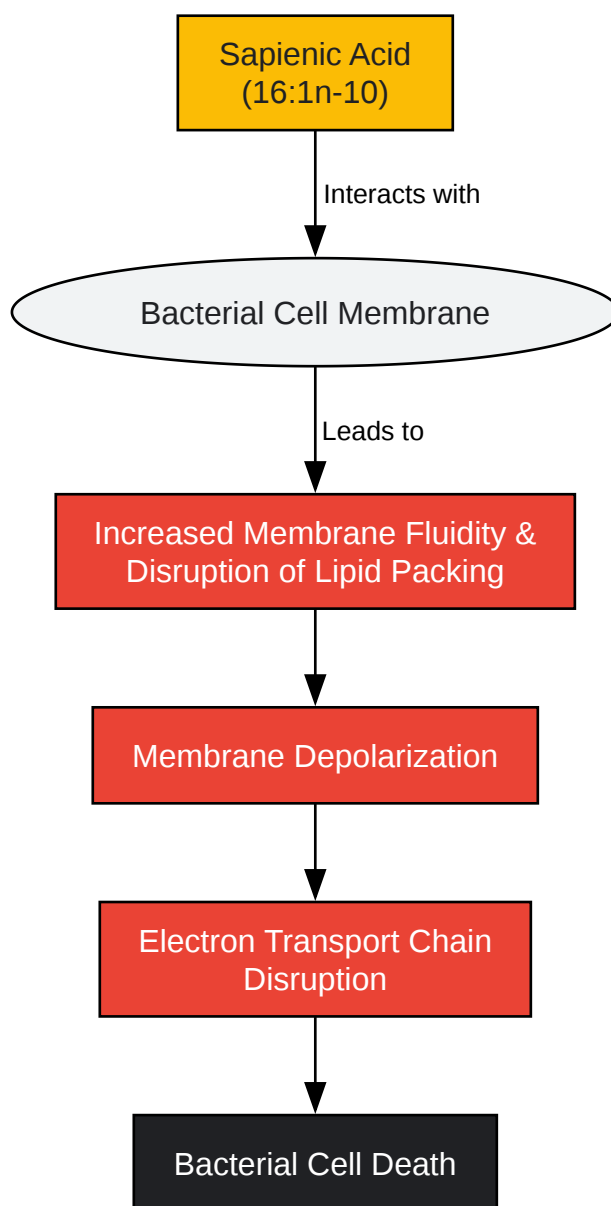 Sapienic Acid
(16:1n-10)
Interacts with
Bacterial Cell Membrane
Leads to
Increased Membrane Fluidity &
Disruption of Lipid Packing
Membrane Depolarization
Electron Transport Chain
Disruption
Bacterial Cell Death